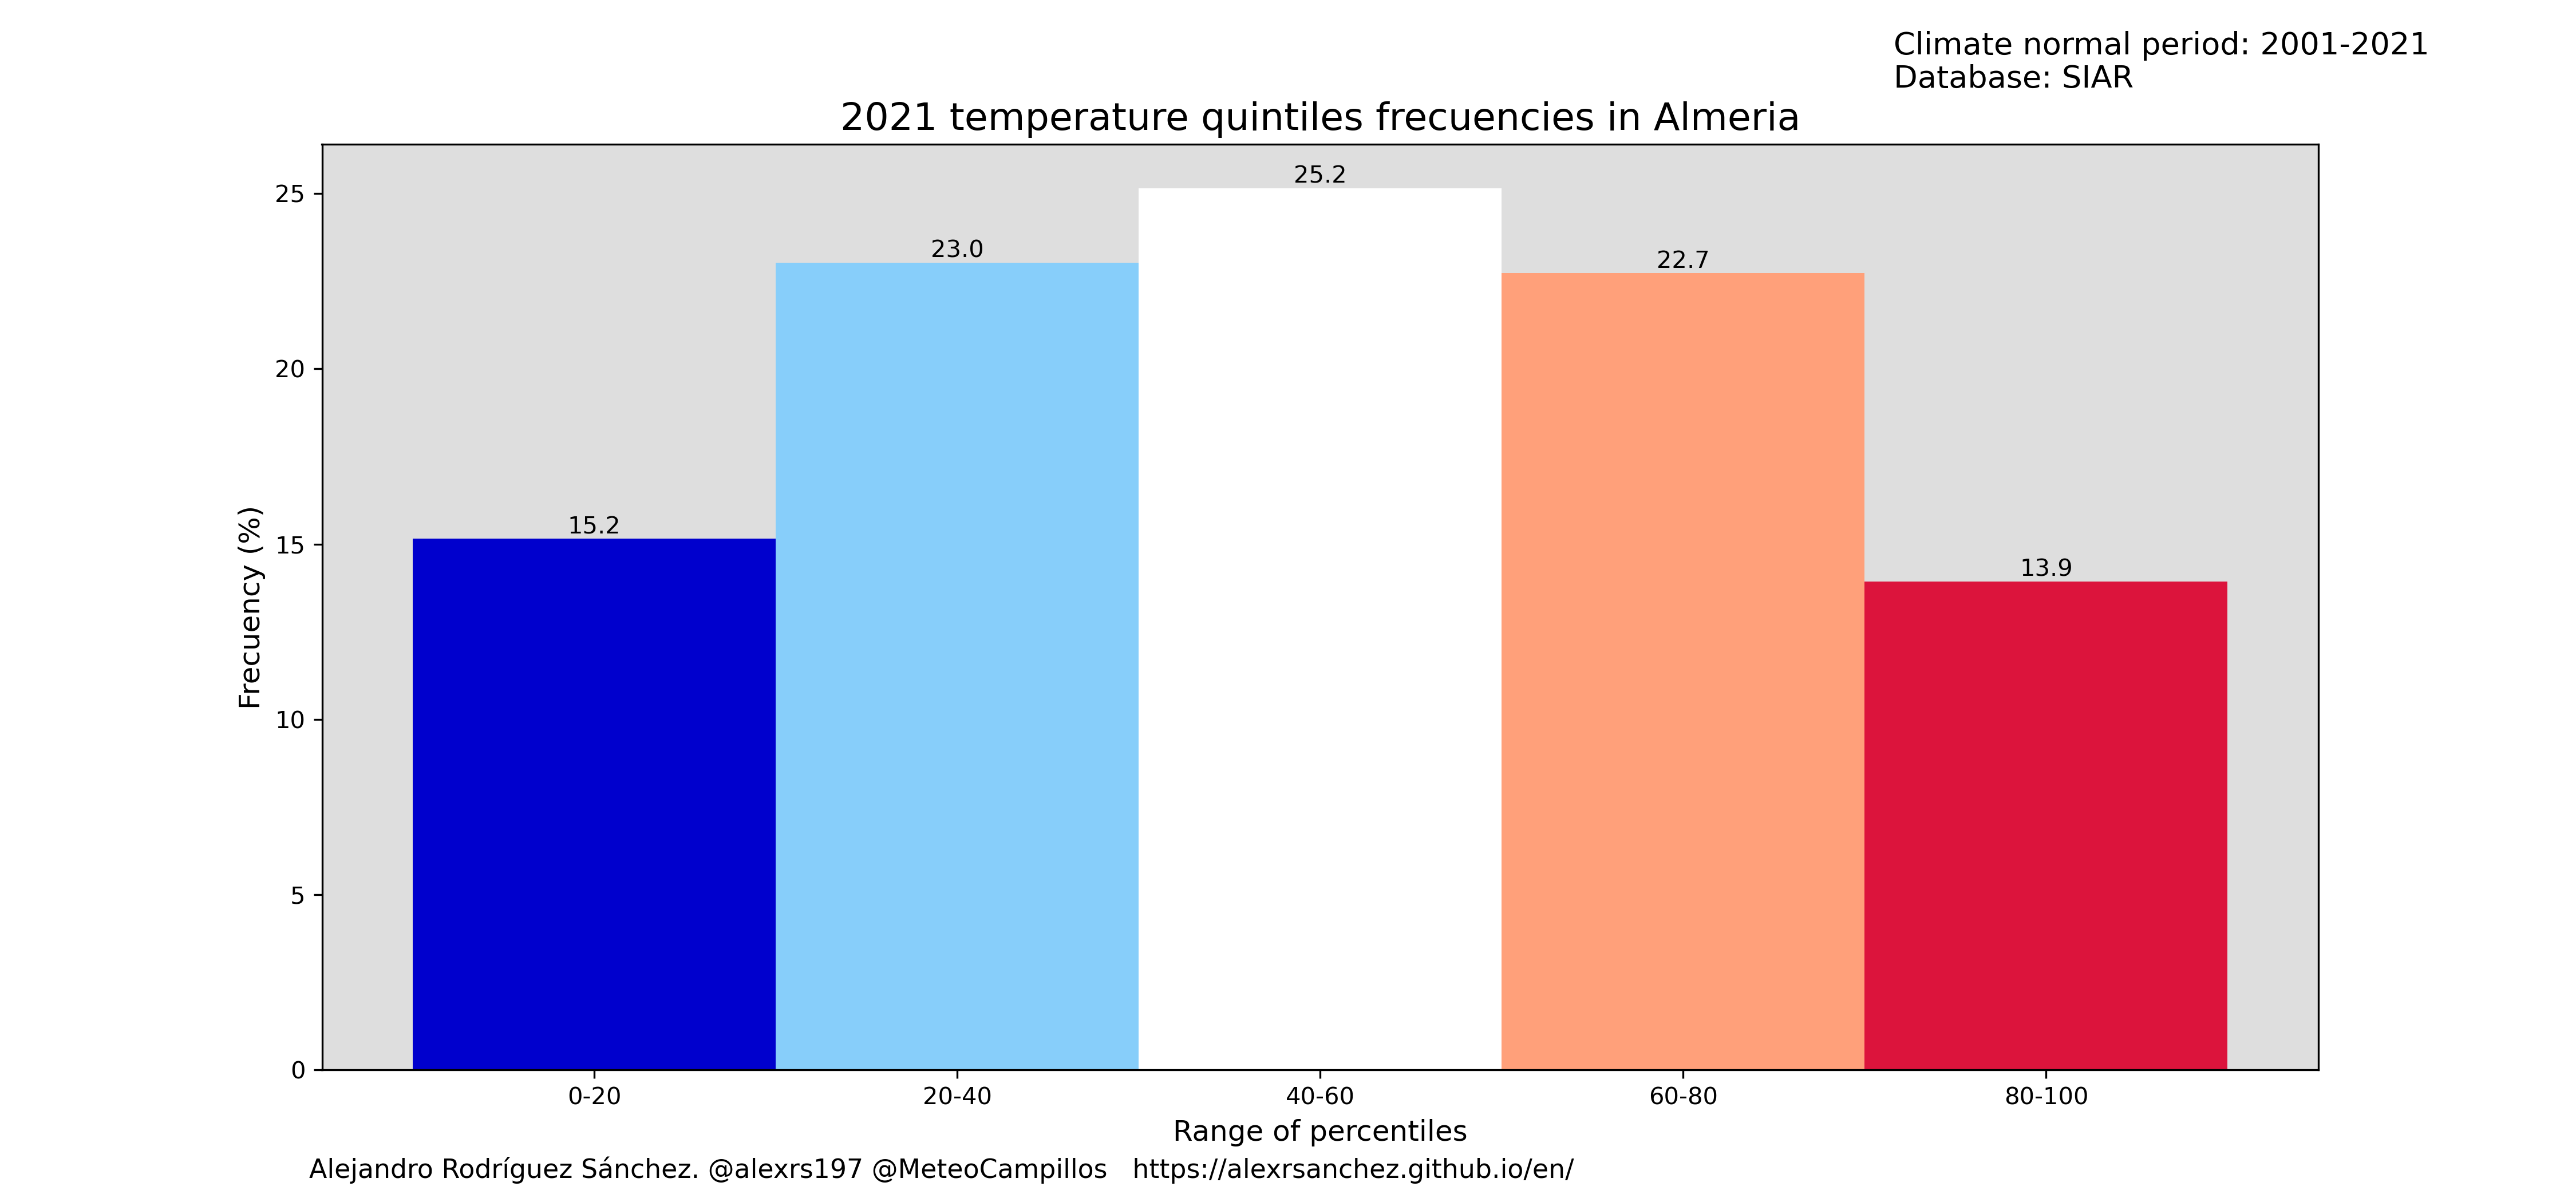 Climate normal period: 2001-2021
Database: SIAR
2021 temperature quintiles frecuencies in Almeria
25.2
25
23.0
22.7
20
15.2
15
13.9
Frecuency (%)
10
5
0
0-20 20-40 40-60 60-80 80-100
Range of percentiles
Alejandro Rodríguez Sánchez. @alexrs197 @MeteoCampillos https://alexrsanchez.github.io/en/